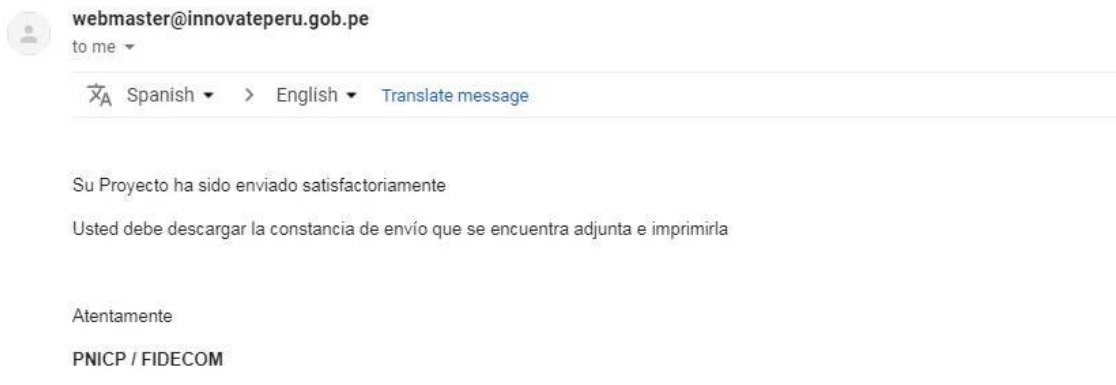 webmaster@innovateperu.gob.pe
to me
Spanish > English Translate message
Su Proyecto ha sido enviado satisfactoriamente
Usted debe descargar la constancia de envío que se encuentra adjunta e imprimirla
Atentamente
PNICP / FIDECOM